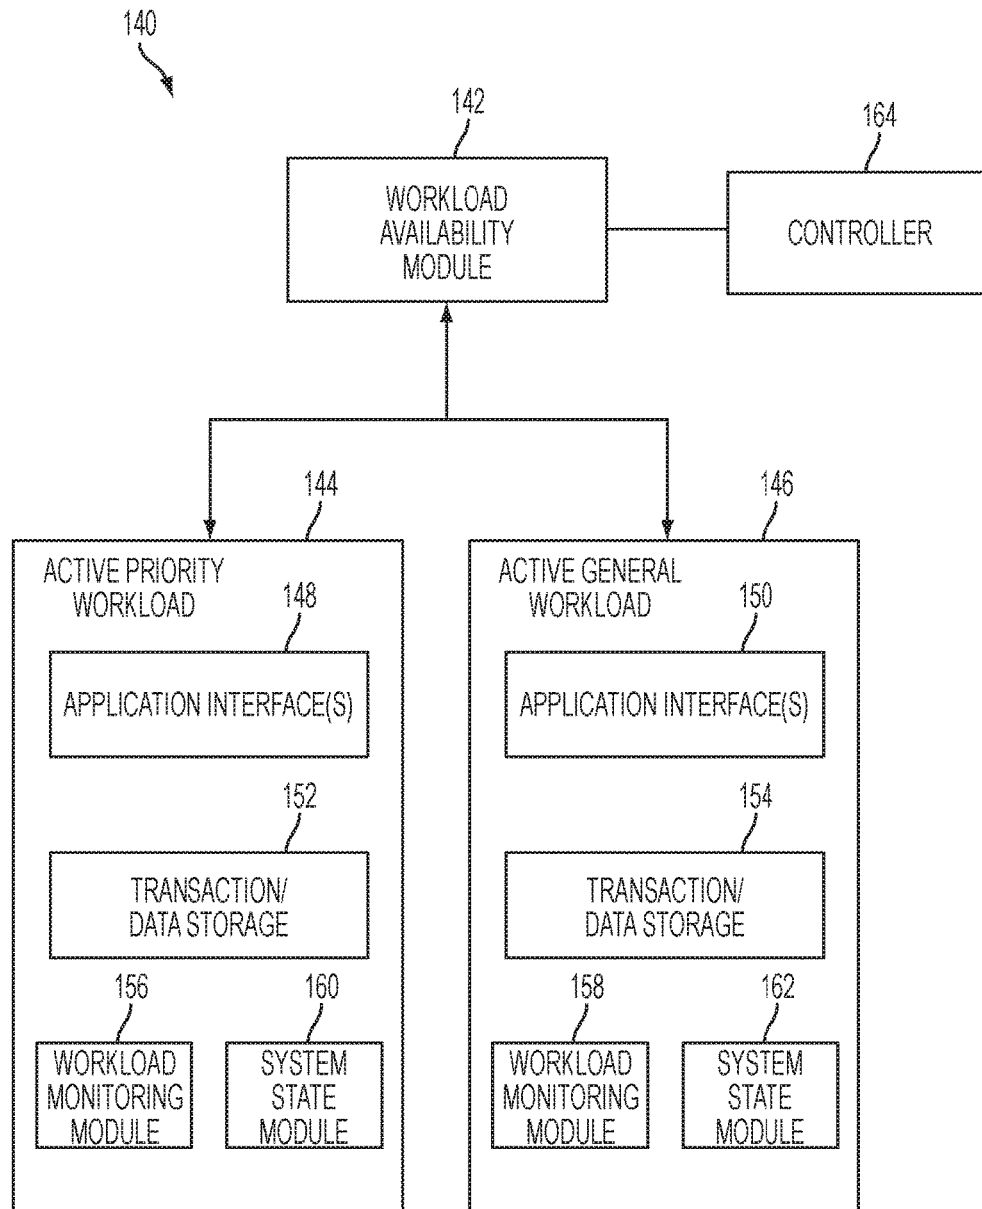 140
142
164
WORKLOAD
AVAILABILITY
MODULE
CONTROLLER
144
146
ACTIVE PRIORITY
WORKLOAD
148
APPLICATION INTERFACE(S)
152
TRANSACTION/
DATA STORAGE
156
160
WORKLOAD
MONITORING
MODULE
SYSTEM
STATE
MODULE
ACTIVE GENERAL
WORKLOAD
150
APPLICATION INTERFACE(S)
154
TRANSACTION/
DATA STORAGE
158
162
WORKLOAD
MONITORING
MODULE
SYSTEM
STATE
MODULE